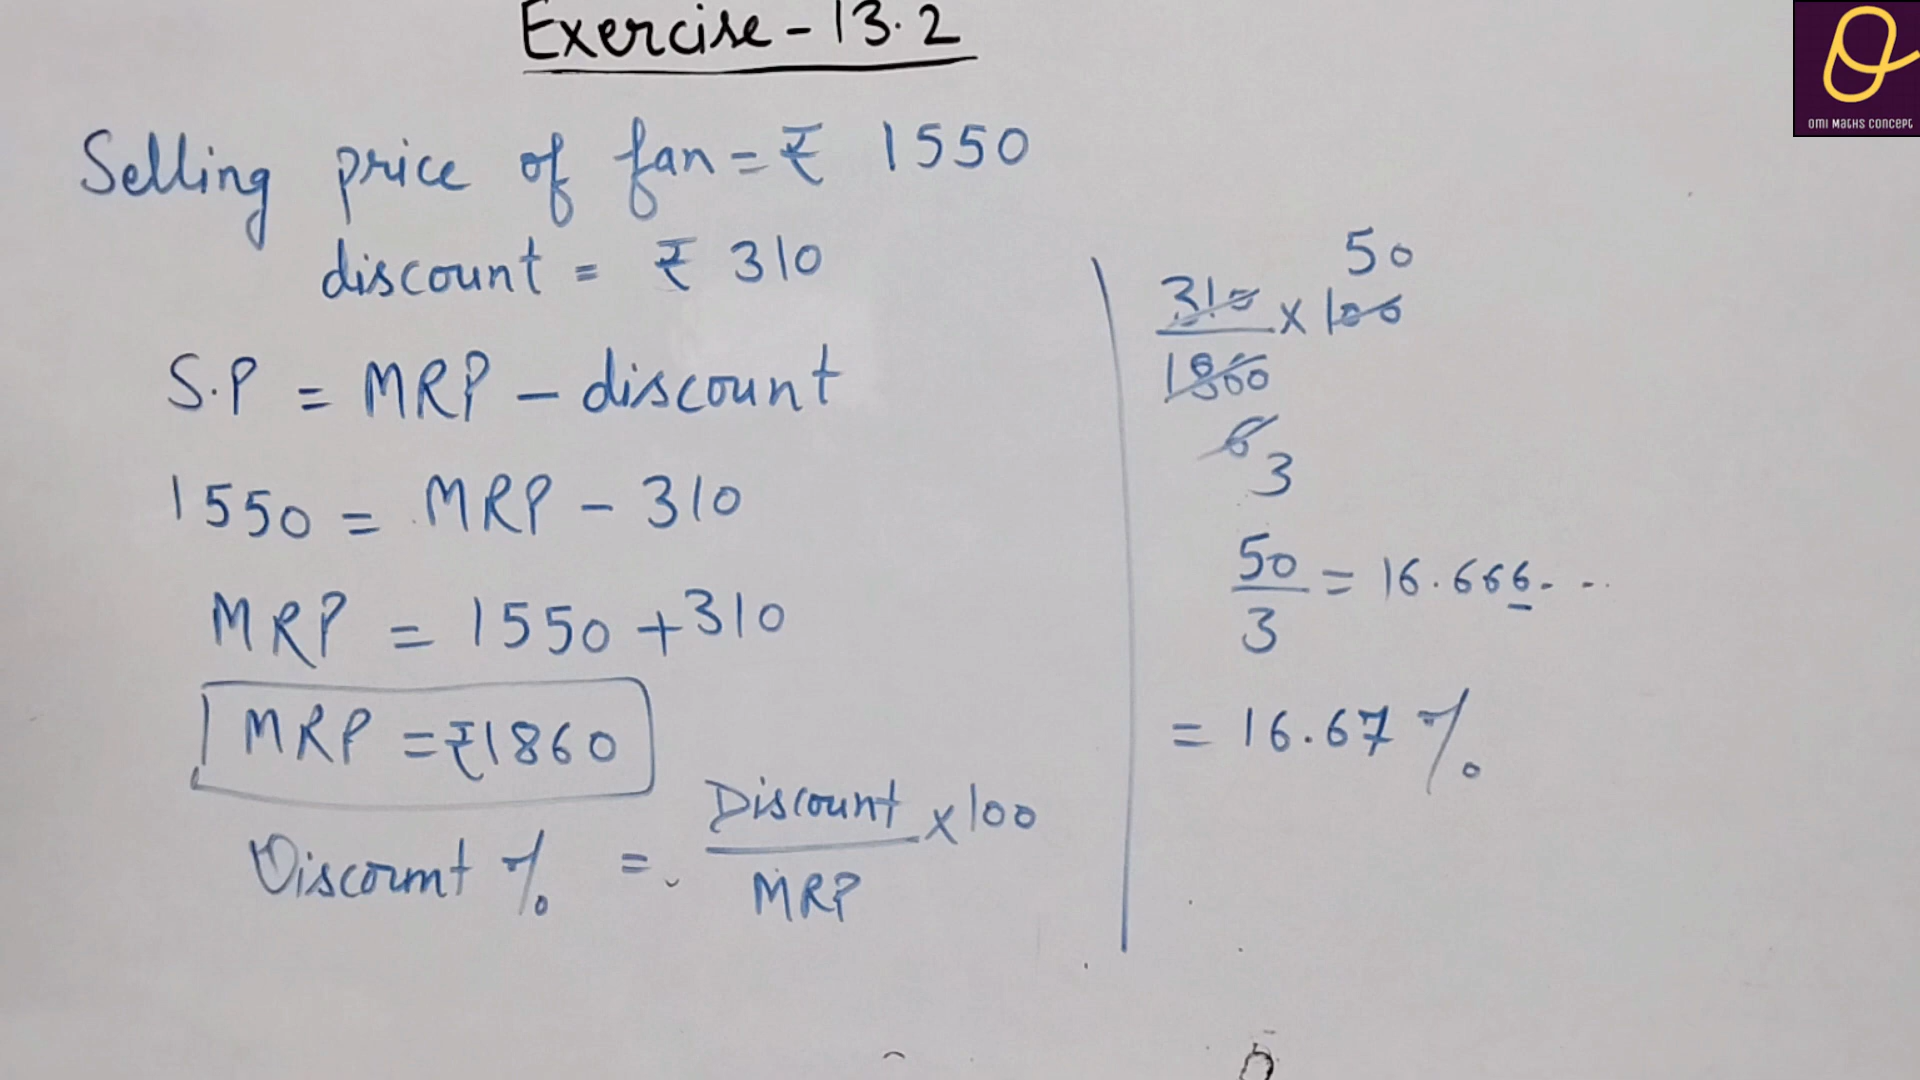 Exercise - 13.2
OMI MATHS CONCEPT
Selling price of fan = ₹ 1550
discount = ₹ 310
S.P = MRP - discount
1550 = MRP - 310
MRP = 1550 + 310
MRP = ₹1860
Discount % = Discount x 100
MRP
50
310 x 100
1860
6
3
50 = 16.666...
3
= 16.67 %